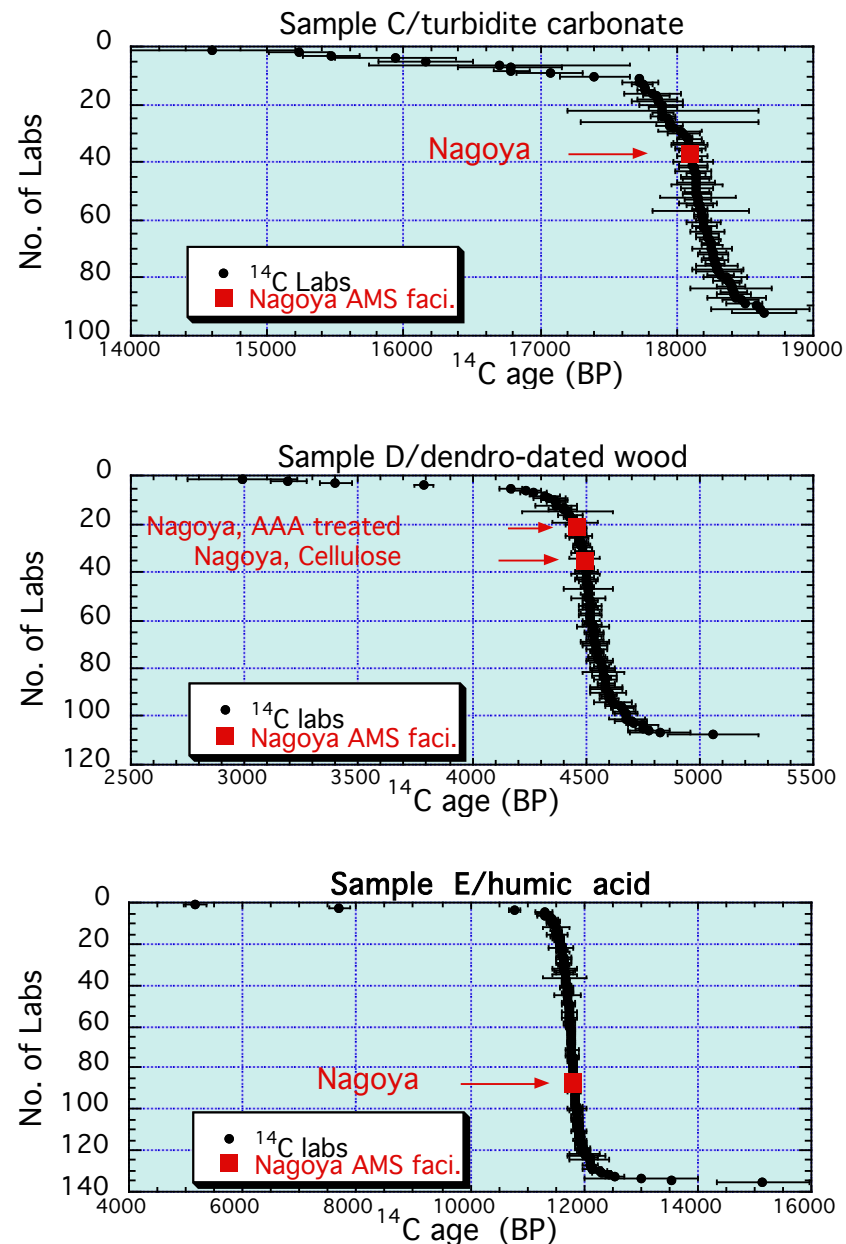 Sample C/turbidite carbonate
No. of Labs
0
20
40
60
80
100
Nagoya
14C Labs
Nagoya AMS faci.
14000 15000 16000 17000 18000 19000
14C age (BP)
Sample D/dendro-dated wood
No. of Labs
0
20
40
60
80
100
120
Nagoya, AAA treated
Nagoya, Cellulose
14C labs
Nagoya AMS faci.
2500 3000 3500 4000 4500 5000 5500
14C age (BP)
Sample E/humic acid
No. of Labs
0
20
40
60
80
100
120
140
Nagoya
14C labs
Nagoya AMS faci.
4000 6000 8000 10000 12000 14000 16000
14C age (BP)